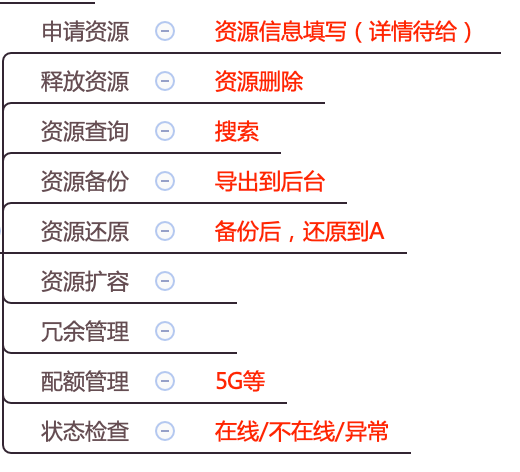 申请资源 资源信息填写（详情待给）
释放资源 资源删除
资源查询 搜索
资源备份 导出到后台
资源还原 备份后，还原到A
资源扩容
冗余管理
配额管理 5G等
状态检查 在线/不在线/异常